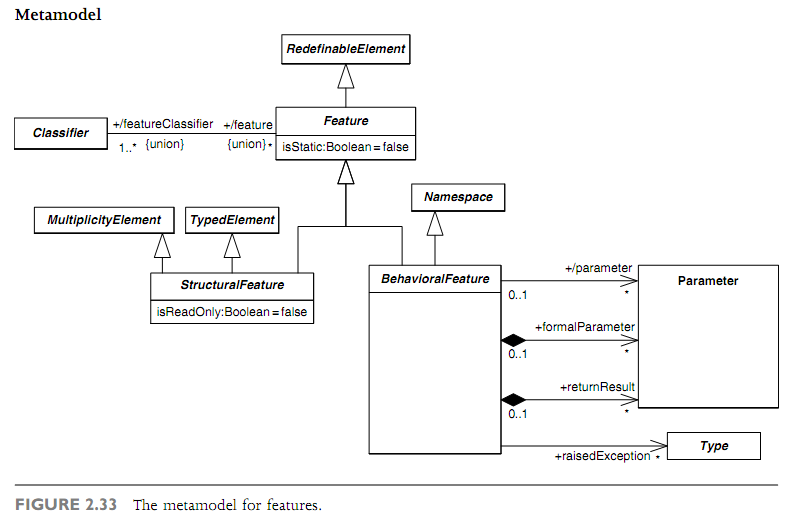 Metamodel
RedefinableElement
Classifier
+/featureClassifier
1..* {union}
+/feature
{union}*
Feature
isStatic:Boolean=false
MultiplicityElement
TypedElement
Namespace
StructuralFeature
isReadOnly:Boolean=false
BehavioralFeature
+/parameter
0..1
*
Parameter
+formalParameter
0..1
*
+returnResult
0..1
*
+raisedException *
Type
FIGURE 2.33 The metamodel for features.